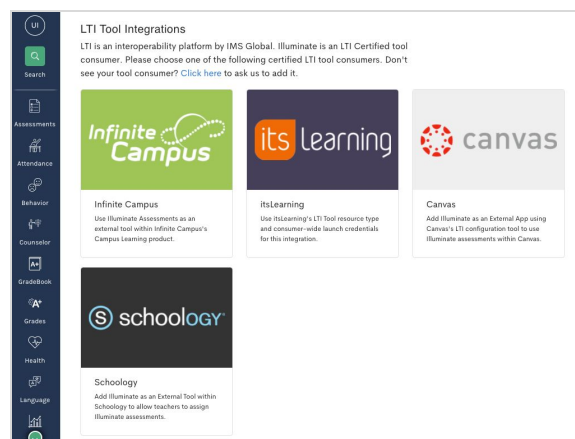 UI
Search
Assessments
Attendance
Behavior
Counselor
A+
GradeBook
A+
Grades
Health
Language
LTI Tool Integrations
LTI is an interoperability platform by IMS Global. Illuminate is an LTI Certified tool
consumer. Please choose one of the following certified LTI tool consumers. Don't
see your tool consumer? Click here to ask us to add it.
Infinite
Campus
Infinite Campus
Use Illuminate Assessments as an
external tool within Infinite Campus's
Campus Learning product.
its Learning
itsLearning
Use itsLearning's LTI Tool resource type
and consumer-wide launch credentials
for this integration.
canvas
Canvas
Add Illuminate as an External App using
Canvas's LTI configuration tool to use
Illuminate assessments within Canvas.
S schoology
Schoology
Add Illuminate as an External Tool within
Schoology to allow teachers to assign
Illuminate assessments.